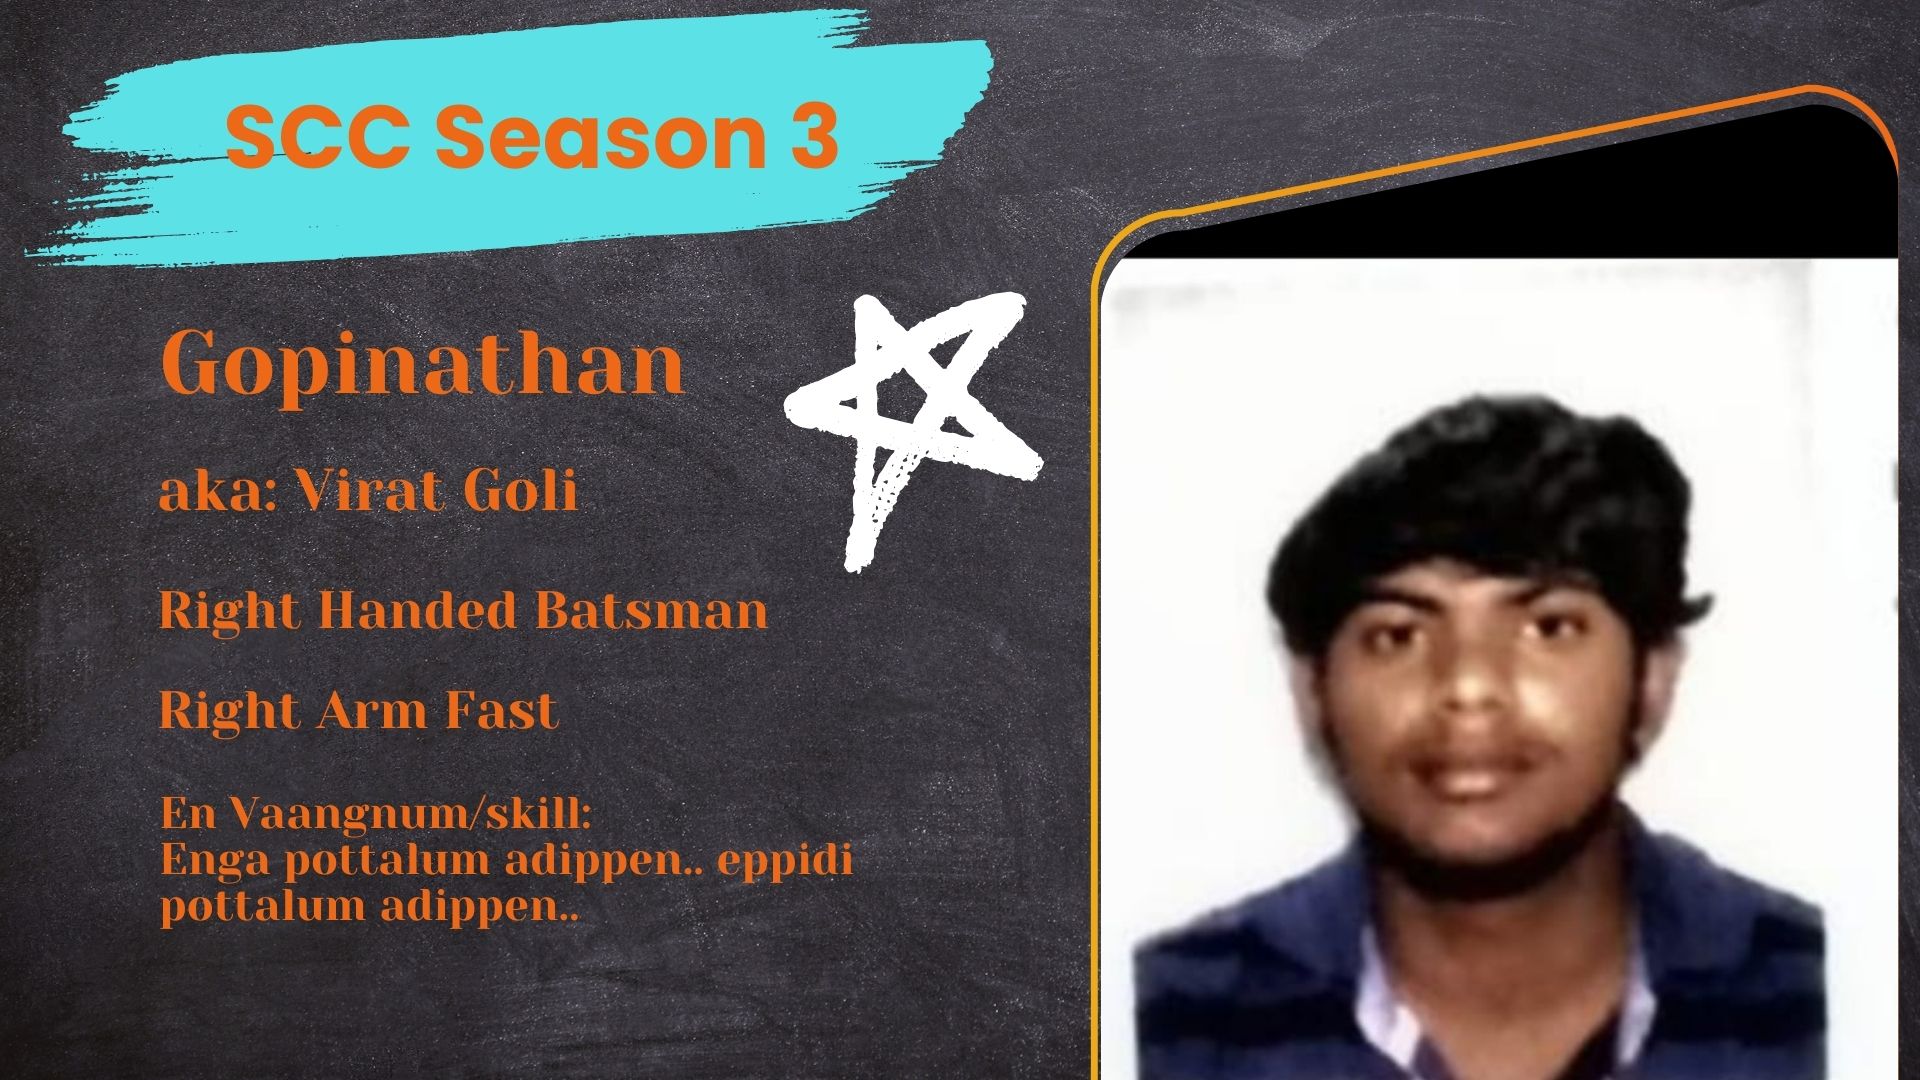 SCC Season 3
Gopinathan
aka: Virat Goli
Right Handed Batsman
Right Arm Fast
En Vaangnum/skill:
Enga pottalum adippen.. eppidi
pottalum adippen..